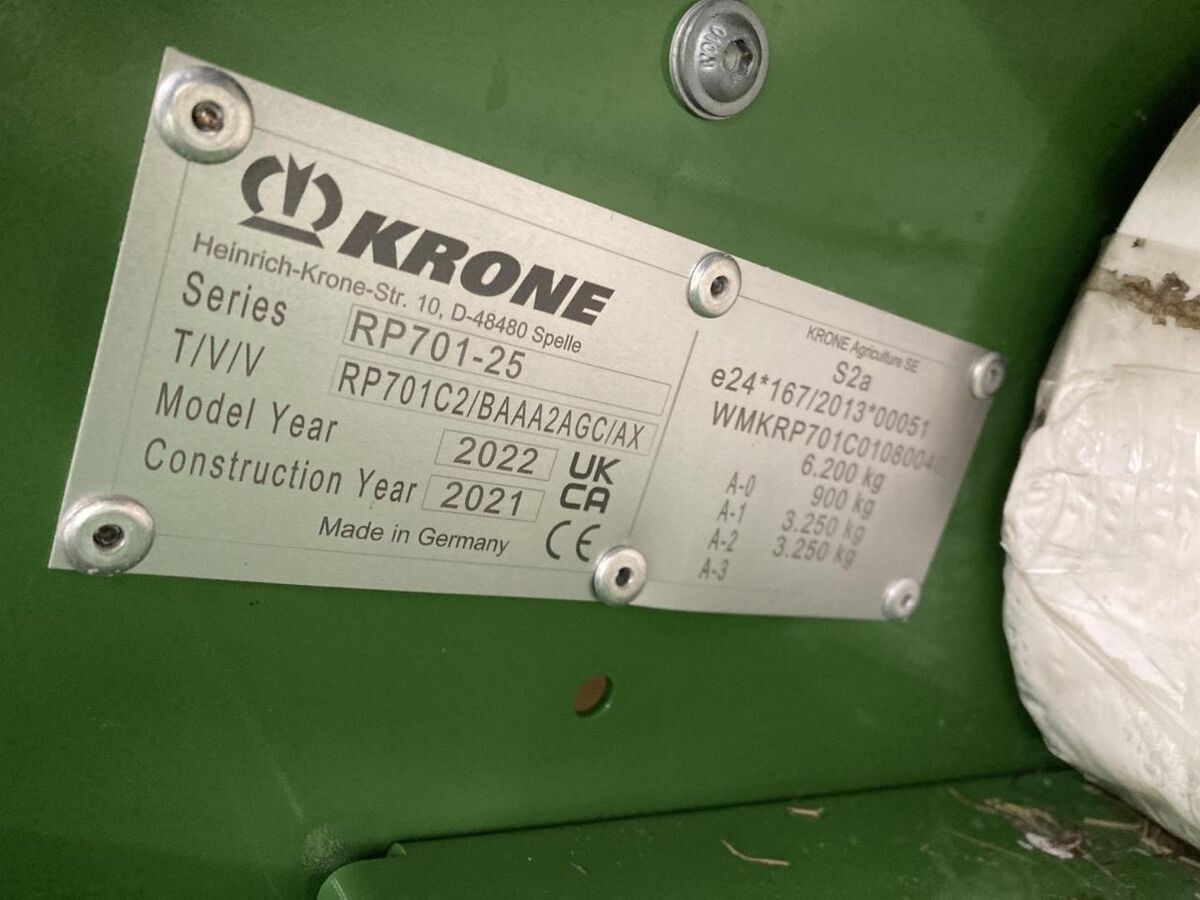 KRONE
Heinrich-Krone-Str. 10, D-48480 Spelle
Series RP701-25
T/V/V RP701C2/BAAA2AGC/AX
Model Year 2022
Construction Year 2021
UK
CA
Made in Germany CE
KRONE Agriculture SE
S2a
e24*167/2013*00051
6.200 kg
A-0 900 kg
A-1 3.250 kg
A-2 3.250 kg
A-3